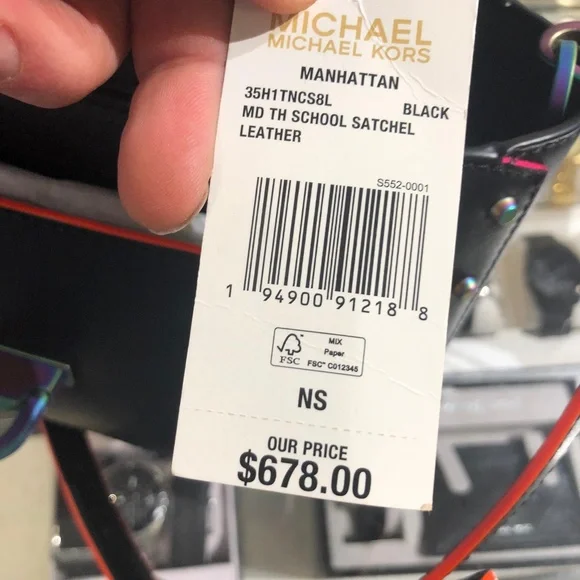 MICHAEL
MICHAEL KORS
MANHATTAN
35H1TNCS8L BLACK
MD TH SCHOOL SATCHEL
LEATHER
S552-0001
1 94900 91218 8
FSC
MIX
Paper
FSC™ C012345
NS
OUR PRICE
$678.00